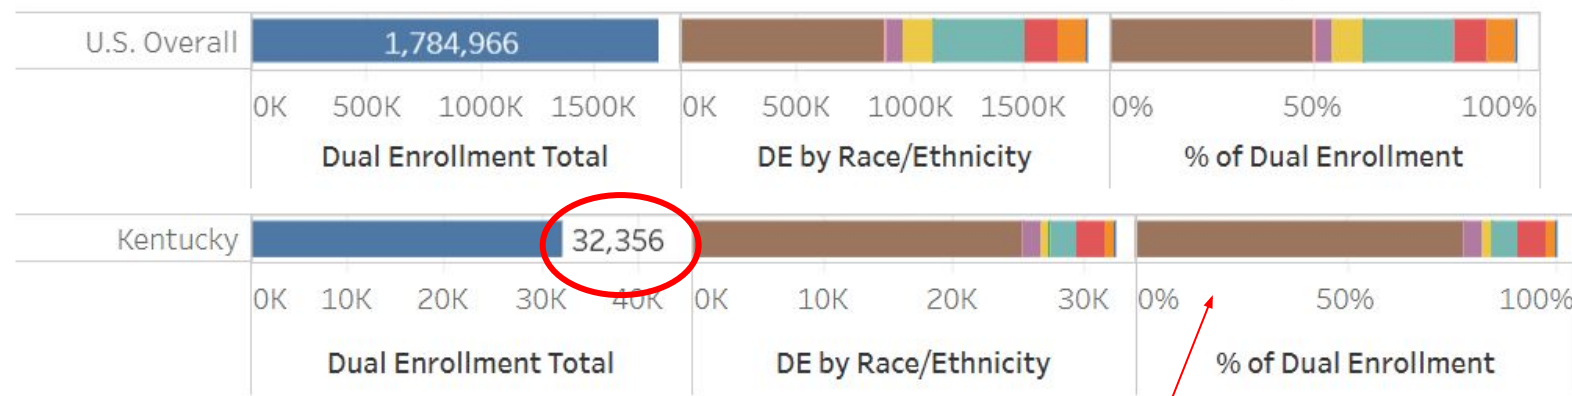 U.S. Overall 1,784,966
0K 500K 1000K 1500K 0K 500K 1000K 1500K 0% 50% 100%
Dual Enrollment Total DE by Race/Ethnicity % of Dual Enrollment
Kentucky 32,356
0K 10K 20K 30K 40K 0K 10K 20K 30K 0% 50% 100%
Dual Enrollment Total DE by Race/Ethnicity % of Dual Enrollment